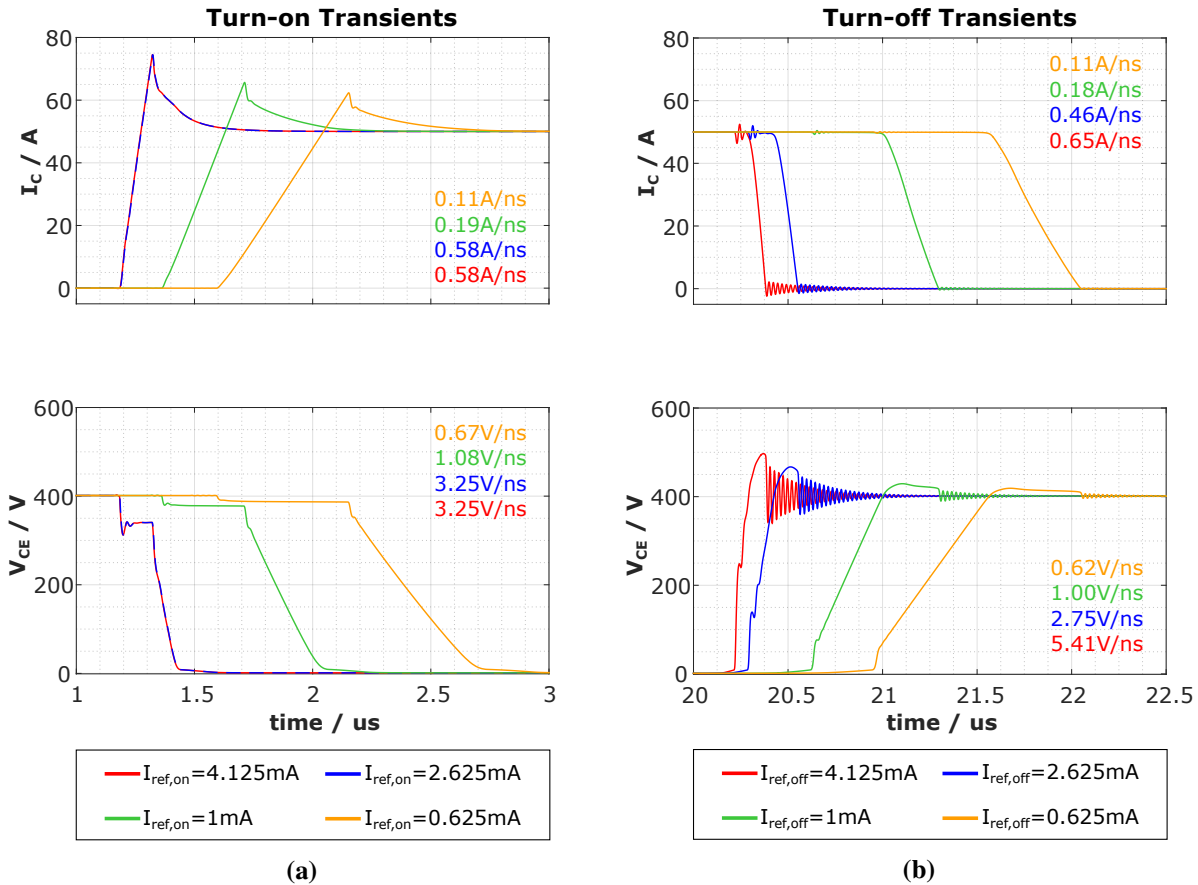 Turn-on Transients
80
60
40
20
0
I_C / A
0.11A/ns
0.19A/ns
0.58A/ns
0.58A/ns
600
400
200
0
V_CE / V
0.67V/ns
1.08V/ns
3.25V/ns
3.25V/ns
1 1.5 2 2.5 3
time / us
I_ref,on=4.125mA I_ref,on=2.625mA
I_ref,on=1mA I_ref,on=0.625mA
(a)
Turn-off Transients
80
60
40
20
0
I_C / A
0.11A/ns
0.18A/ns
0.46A/ns
0.65A/ns
600
400
200
0
V_CE / V
0.62V/ns
1.00V/ns
2.75V/ns
5.41V/ns
20 20.5 21 21.5 22 22.5
time / us
I_ref,off=4.125mA I_ref,off=2.625mA
I_ref,off=1mA I_ref,off=0.625mA
(b)